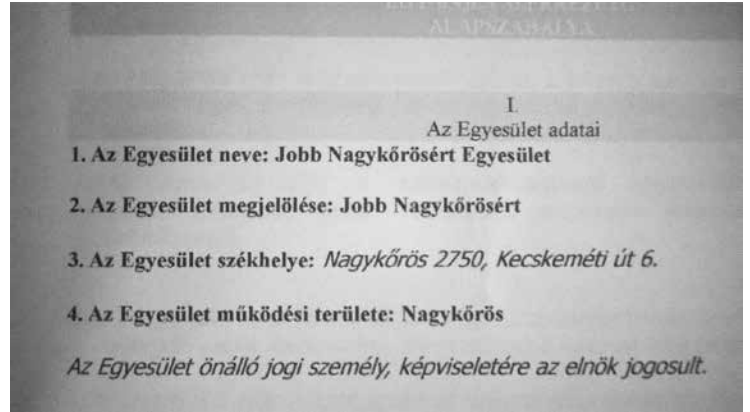 ALAPSZABÁLYA
I.
Az Egyesület adatai
1. Az Egyesület neve: Jobb Nagykőrösért Egyesület
2. Az Egyesület megjelölése: Jobb Nagykőrösért
3. Az Egyesület székhelye: Nagykőrös 2750, Kecskeméti út 6.
4. Az Egyesület működési területe: Nagykőrös
Az Egyesület önálló jogi személy, képviseletére az elnök jogosult.